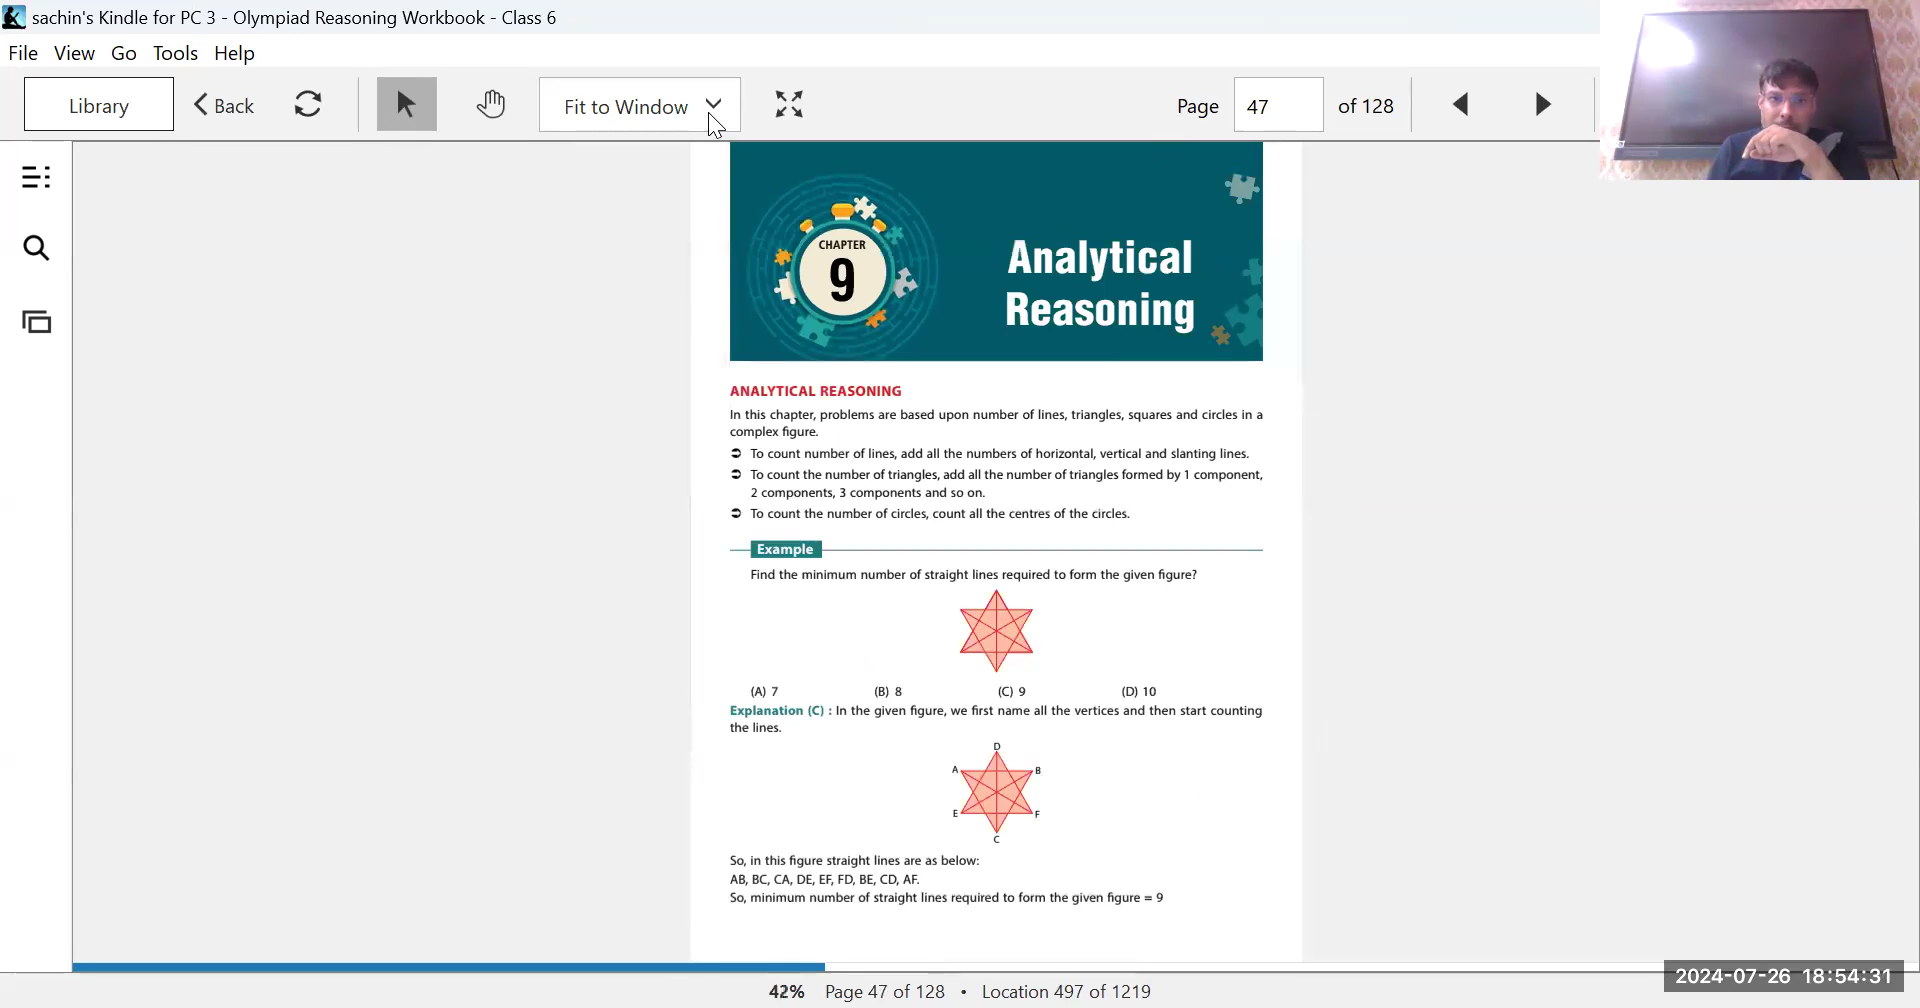 sachin's Kindle for PC 3 - Olympiad Reasoning Workbook - Class 6
File View Go Tools Help
Library Back Fit to Window Page 47 of 128
CHAPTER
9
Analytical
Reasoning
ANALYTICAL REASONING
In this chapter, problems are based upon number of lines, triangles, squares and circles in a
complex figure.
➲ To count number of lines, add all the numbers of horizontal, vertical and slanting lines.
➲ To count the number of triangles, add all the number of triangles formed by 1 component,
2 components, 3 components and so on.
➲ To count the number of circles, count all the centres of the circles.
Example
Find the minimum number of straight lines required to form the given figure?
(A) 7 (B) 8 (C) 9 (D) 10
Explanation (C) : In the given figure, we first name all the vertices and then start counting
the lines.
D
A B
E F
C
So, in this figure straight lines are as below:
AB, BC, CA, DE, EF, FD, BE, CD, AF.
So, minimum number of straight lines required to form the given figure = 9
2024-07-26 18:54:31
42% Page 47 of 128 • Location 497 of 1219